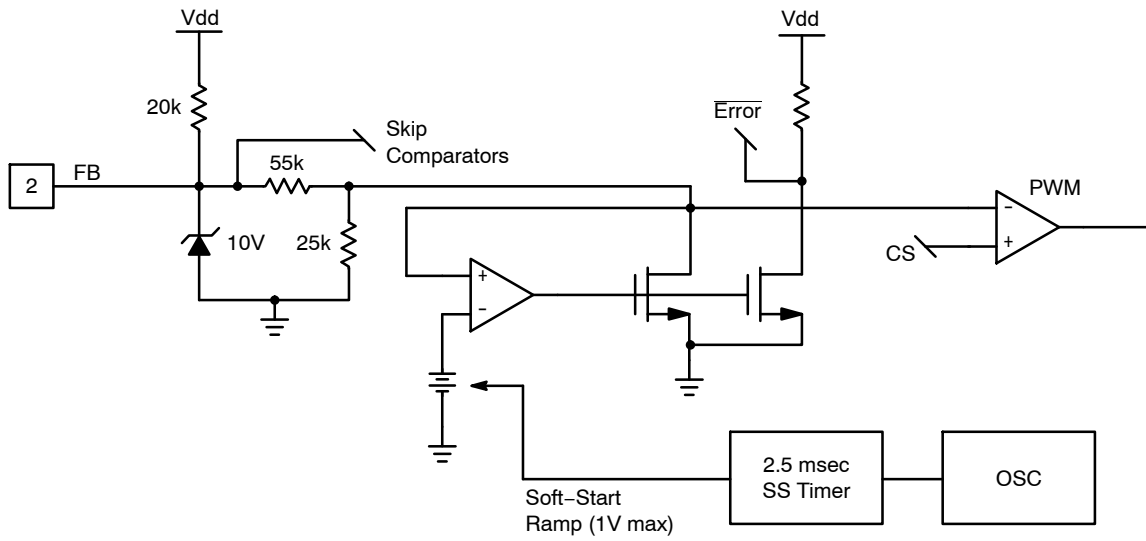 Vdd
Vdd
20k
Error
Skip
Comparators
2
FB
55k
PWM
10V
25k
−
+
CS
+
−
2.5 msec
SS Timer
OSC
Soft−Start
Ramp (1V max)